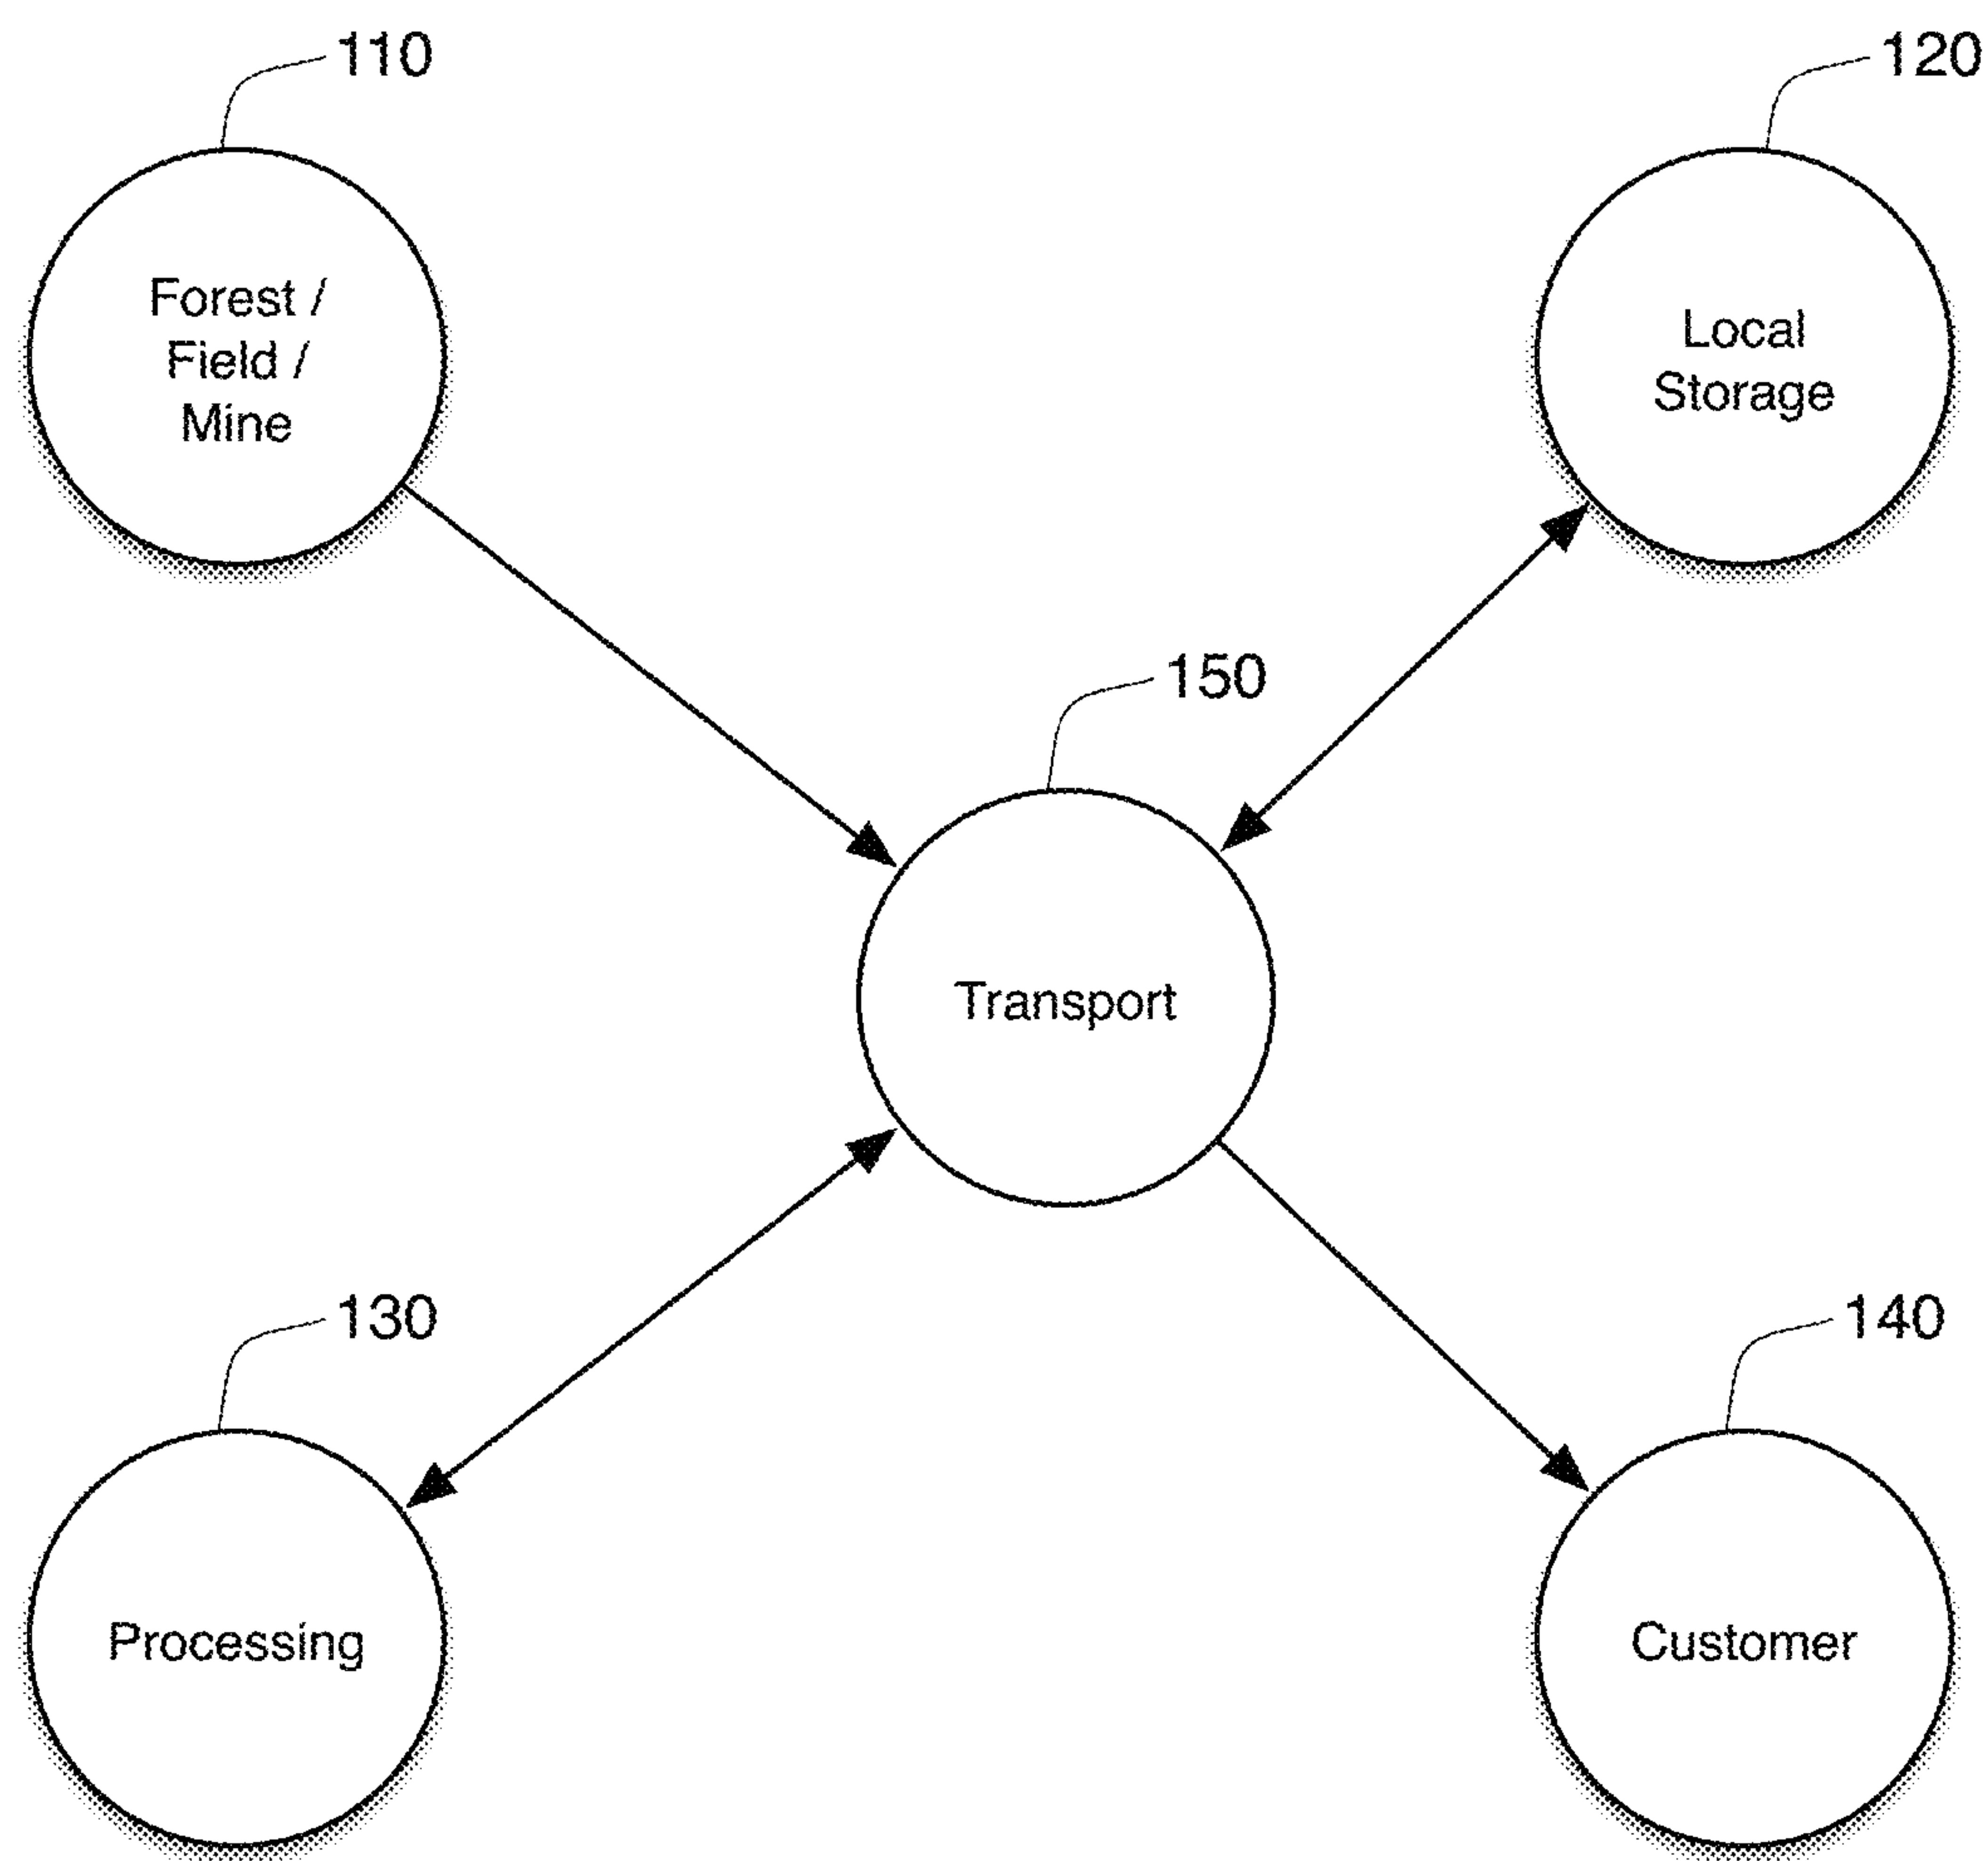 110
120
Forest /
Field /
Mine
Local
Storage
150
Transport
130
140
Processing
Customer